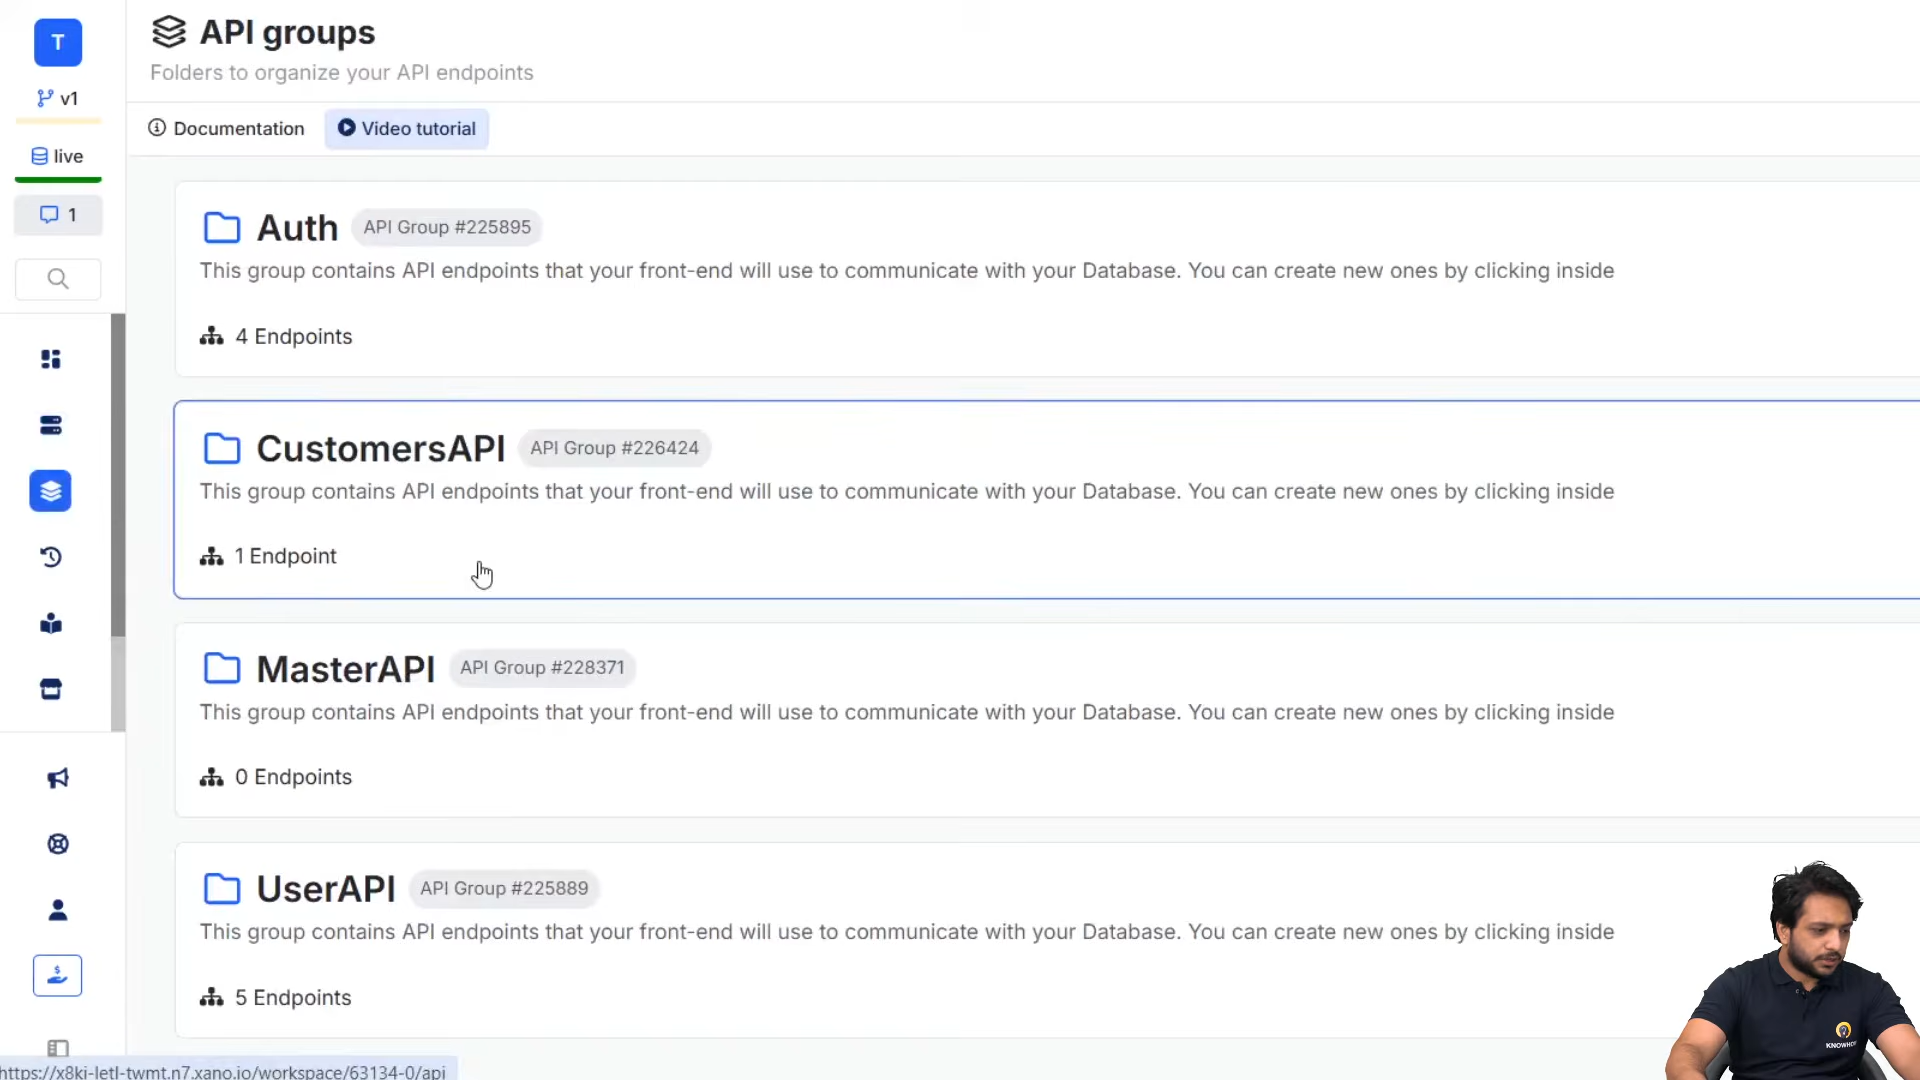 T
API groups
Folders to organize your API endpoints
v1
Documentation
Video tutorial
live
1
Auth API Group #225895
This group contains API endpoints that your front-end will use to communicate with your Database. You can create new ones by clicking inside
4 Endpoints
CustomersAPI API Group #226424
This group contains API endpoints that your front-end will use to communicate with your Database. You can create new ones by clicking inside
1 Endpoint
MasterAPI API Group #228371
This group contains API endpoints that your front-end will use to communicate with your Database. You can create new ones by clicking inside
0 Endpoints
UserAPI API Group #225889
This group contains API endpoints that your front-end will use to communicate with your Database. You can create new ones by clicking inside
5 Endpoints
https://x8ki-letl-twmt.n7.xano.io/workspace/63134-0/api